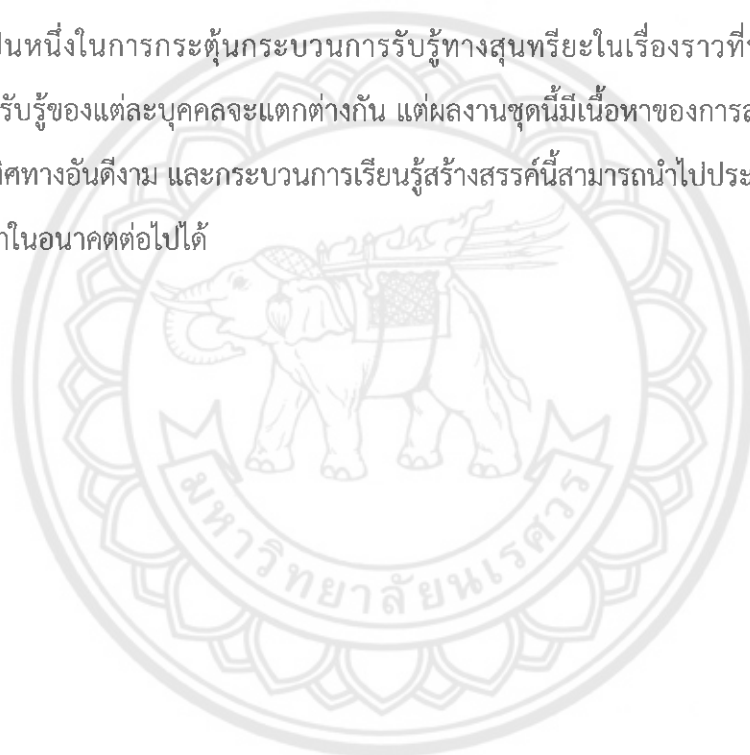 ป็นหนึ่งในการกระตุ้นกระบวนการรับรู้ทางสุนทรียะในเรื่องราวที่
รับรู้ของแต่ละบุคคลจะแตกต่างกัน แต่ผลงานชุดนี้มีเนื้อหาของการ
ทิศทางอันดีงาม และกระบวนการเรียนรู้สร้างสรรค์นี้สามารถนำไปประ
ในอนาคตต่อไปได้
มหาวิทยาลัยนเรศวร